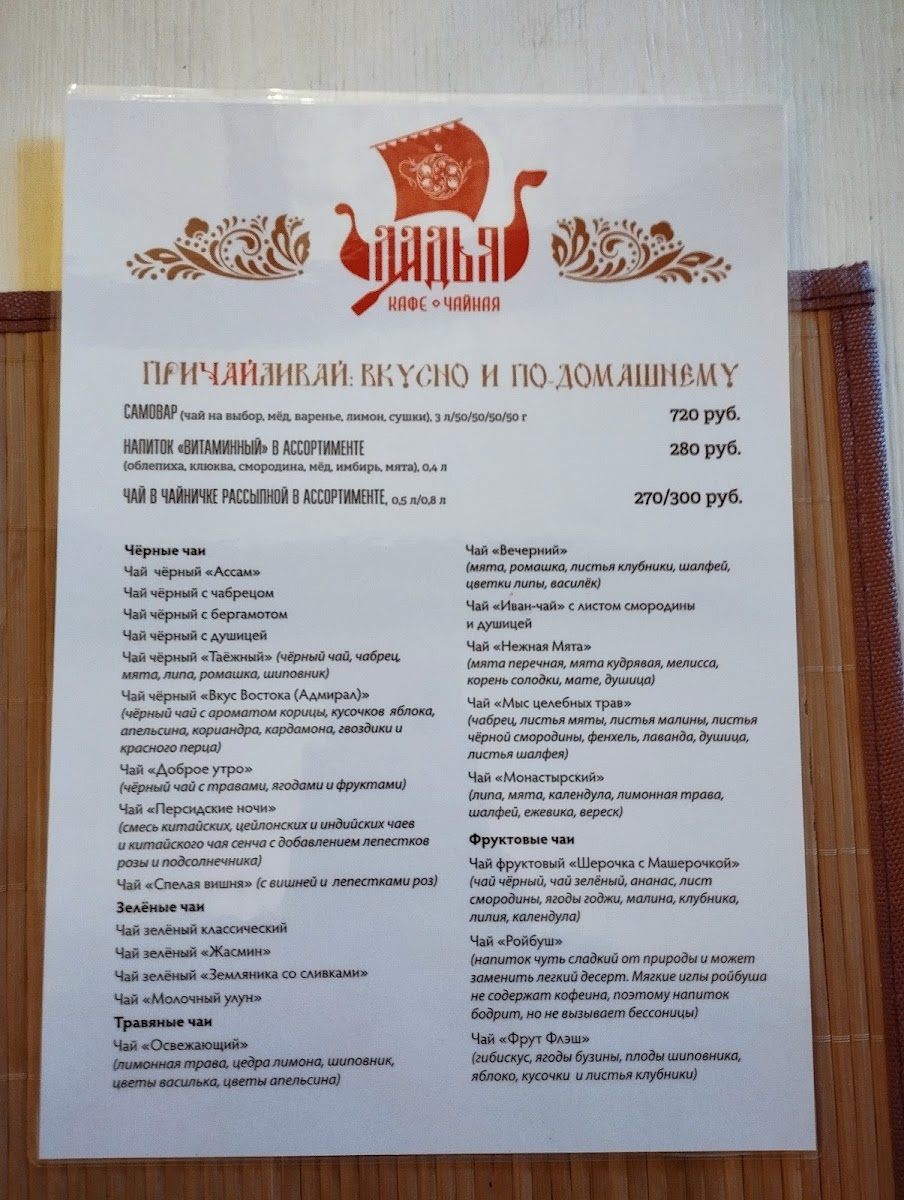 ЛАДЬЯ
КАФЕ ЧАЙНАЯ
ПРИЧАЙЛИВАЙ: ВКУСНО И ПО-ДОМАШНЕМУ
САМОВАР (чай на выбор, мёд, варенье, лимон, сушки), 3 л/50/50/50/50 г 720 руб.
НАПИТОК «ВИТАМИННЫЙ» В АССОРТИМЕНТЕ 280 руб.
(облепиха, клюква, смородина, мёд, имбирь, мята), 0,4 л
ЧАЙ В ЧАЙНИЧКЕ РАССЫПНОЙ В АССОРТИМЕНТЕ, 0,5 л/0,8 л 270/300 руб.
Чёрные чаи
Чай чёрный «Ассам»
Чай чёрный с чабрецом
Чай чёрный с бергамотом
Чай чёрный с душицей
Чай чёрный «Таёжный» (чёрный чай, чабрец,
мята, липа, ромашка, шиповник)
Чай чёрный «Вкус Востока (Адмирал)»
(чёрный чай с ароматом корицы, кусочков яблока,
апельсина, кориандра, кардамона, гвоздики и
красного перца)
Чай «Доброе утро»
(чёрный чай с травами, ягодами и фруктами)
Чай «Персидские ночи»
(смесь китайских, цейлонских и индийских чаев
и китайского чая сенча с добавлением лепестков
розы и подсолнечника)
Чай «Спелая вишня» (с вишней и лепестками роз)
Зелёные чаи
Чай зелёный классический
Чай зелёный «Жасмин»
Чай зелёный «Земляника со сливками»
Чай «Молочный улун»
Травяные чаи
Чай «Освежающий»
(лимонная трава, цедра лимона, шиповник,
цветы василька, цветы апельсина)
Чай «Вечерний»
(мята, ромашка, листья клубники, шалфей,
цветки липы, василёк)
Чай «Иван-чай» с листом смородины
и душицей
Чай «Нежная Мята»
(мята перечная, мята кудрявая, мелисса,
корень солодки, мате, душица)
Чай «Мыс целебных трав»
(чабрец, листья мяты, листья малины, листья
чёрной смородины, фенхель, лаванда, душица,
листья шалфея)
Чай «Монастырский»
(липа, мята, календула, лимонная трава,
шалфей, ежевика, вереск)
Фруктовые чаи
Чай фруктовый «Шерочка с Машерочкой»
(чай чёрный, чай зелёный, ананас, лист
смородины, ягоды годжи, малина, клубника,
лилия, календула)
Чай «Ройбуш»
(напиток чуть сладкий от природы и может
заменить легкий десерт. Мягкие иглы ройбуша
не содержат кофеина, поэтому напиток
бодрит, но не вызывает бессоницы)
Чай «Фрут Флэш»
(гибискус, ягоды бузины, плоды шиповника,
яблоко, кусочки и листья клубники)